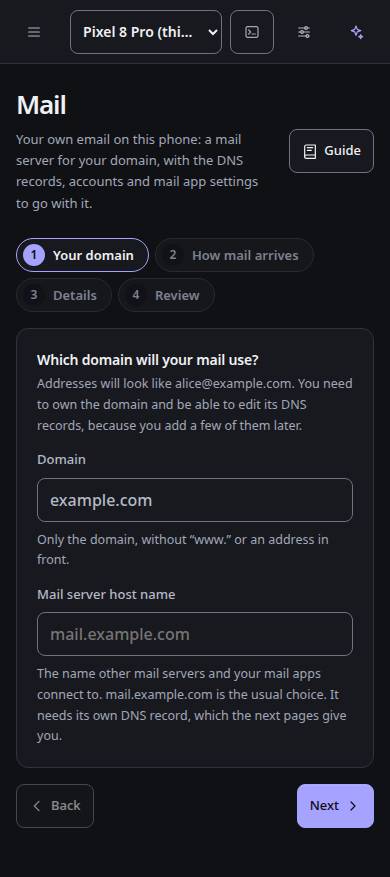 Pixel 8 Pro (thi...
Mail
Your own email on this phone: a mail
server for your domain, with the DNS
records, accounts and mail app settings
to go with it.
Guide
1 Your domain
2 How mail arrives
3 Details
4 Review
Which domain will your mail use?
Addresses will look like alice@example.com. You need
to own the domain and be able to edit its DNS
records, because you add a few of them later.
Domain
example.com
Only the domain, without “www.” or an address in
front.
Mail server host name
mail.example.com
The name other mail servers and your mail apps
connect to. mail.example.com is the usual choice. It
needs its own DNS record, which the next pages give
you.
Back
Next